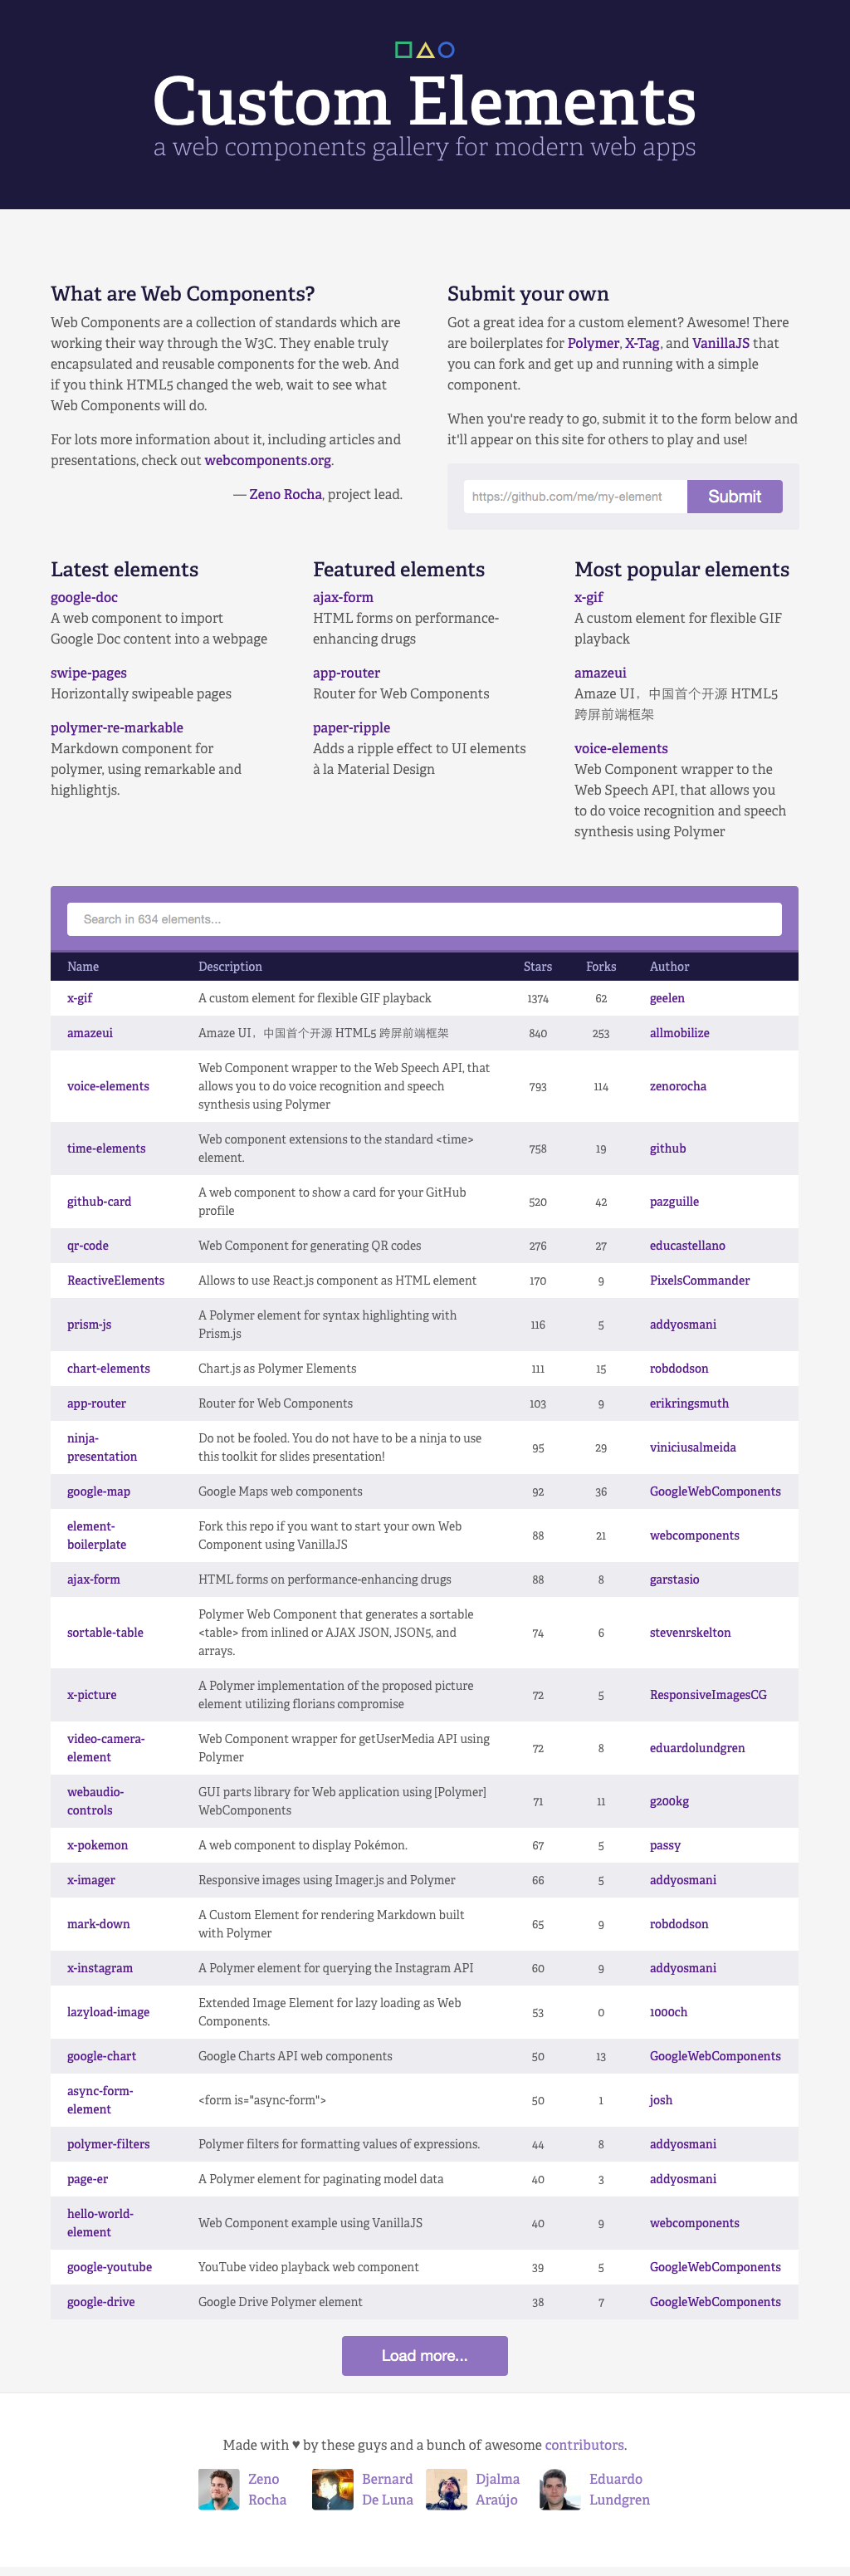 Custom Elements
a web components gallery for modern web apps
What are Web Components?
Web Components are a collection of standards which are
working their way through the W3C. They enable truly
encapsulated and reusable components for the web. And
if you think HTML5 changed the web, wait to see what
Web Components will do.
For lots more information about it, including articles and
presentations, check out webcomponents.org.
— Zeno Rocha, project lead.
Submit your own
Got a great idea for a custom element? Awesome! There
are boilerplates for Polymer, X-Tag, and VanillaJS that
you can fork and get up and running with a simple
component.
When you're ready to go, submit it to the form below and
it'll appear on this site for others to play and use!
https://github.com/me/my-element Submit
Latest elements
google-doc
A web component to import
Google Doc content into a webpage
swipe-pages
Horizontally swipeable pages
polymer-re-markable
Markdown component for
polymer, using remarkable and
highlightjs.
Featured elements
ajax-form
HTML forms on performance-
enhancing drugs
app-router
Router for Web Components
paper-ripple
Adds a ripple effect to UI elements
à la Material Design
Most popular elements
x-gif
A custom element for flexible GIF
playback
amazeui
Amaze UI，中国首个开源 HTML5
跨屏前端框架
voice-elements
Web Component wrapper to the
Web Speech API, that allows you
to do voice recognition and speech
synthesis using Polymer
Search in 634 elements...
Name Description Stars Forks Author
x-gif A custom element for flexible GIF playback 1374 62 geelen
amazeui Amaze UI，中国首个开源 HTML5 跨屏前端框架 840 253 allmobilize
Web Component wrapper to the Web Speech API, that
voice-elements allows you to do voice recognition and speech 793 114 zenorocha
synthesis using Polymer
Web component extensions to the standard <time>
time-elements 758 19 github
element.
A web component to show a card for your GitHub
github-card 520 42 pazguille
profile
qr-code Web Component for generating QR codes 276 27 educastellano
ReactiveElements Allows to use React.js component as HTML element 170 9 PixelsCommander
A Polymer element for syntax highlighting with
prism-js 116 5 addyosmani
Prism.js
chart-elements Chart.js as Polymer Elements 111 15 robdodson
app-router Router for Web Components 103 9 erikringsmuth
ninja- Do not be fooled. You do not have to be a ninja to use
95 29 viniciusalmeida
presentation this toolkit for slides presentation!
google-map Google Maps web components 92 36 GoogleWebComponents
element- Fork this repo if you want to start your own Web
88 21 webcomponents
boilerplate Component using VanillaJS
ajax-form HTML forms on performance-enhancing drugs 88 8 garstasio
Polymer Web Component that generates a sortable
sortable-table <table> from inlined or AJAX JSON, JSON5, and 74 6 stevenrskelton
arrays.
A Polymer implementation of the proposed picture
x-picture 72 5 ResponsiveImagesCG
element utilizing florians compromise
video-camera- Web Component wrapper for getUserMedia API using
72 8 eduardolundgren
element Polymer
webaudio- GUI parts library for Web application using [Polymer]
71 11 g200kg
controls WebComponents
x-pokemon A web component to display Pokémon. 67 5 passy
x-imager Responsive images using Imager.js and Polymer 66 5 addyosmani
A Custom Element for rendering Markdown built
mark-down 65 9 robdodson
with Polymer
x-instagram A Polymer element for querying the Instagram API 60 9 addyosmani
Extended Image Element for lazy loading as Web
lazyload-image 53 0 1000ch
Components.
google-chart Google Charts API web components 50 13 GoogleWebComponents
async-form-
<form is="async-form"> 50 1 josh
element
polymer-filters Polymer filters for formatting values of expressions. 44 8 addyosmani
page-er A Polymer element for paginating model data 40 3 addyosmani
hello-world-
Web Component example using VanillaJS 40 9 webcomponents
element
google-youtube YouTube video playback web component 39 5 GoogleWebComponents
google-drive Google Drive Polymer element 38 7 GoogleWebComponents
Load more...
Made with ♥ by these guys and a bunch of awesome contributors.
Zeno
Rocha
Bernard
De Luna
Djalma
Araújo
Eduardo
Lundgren